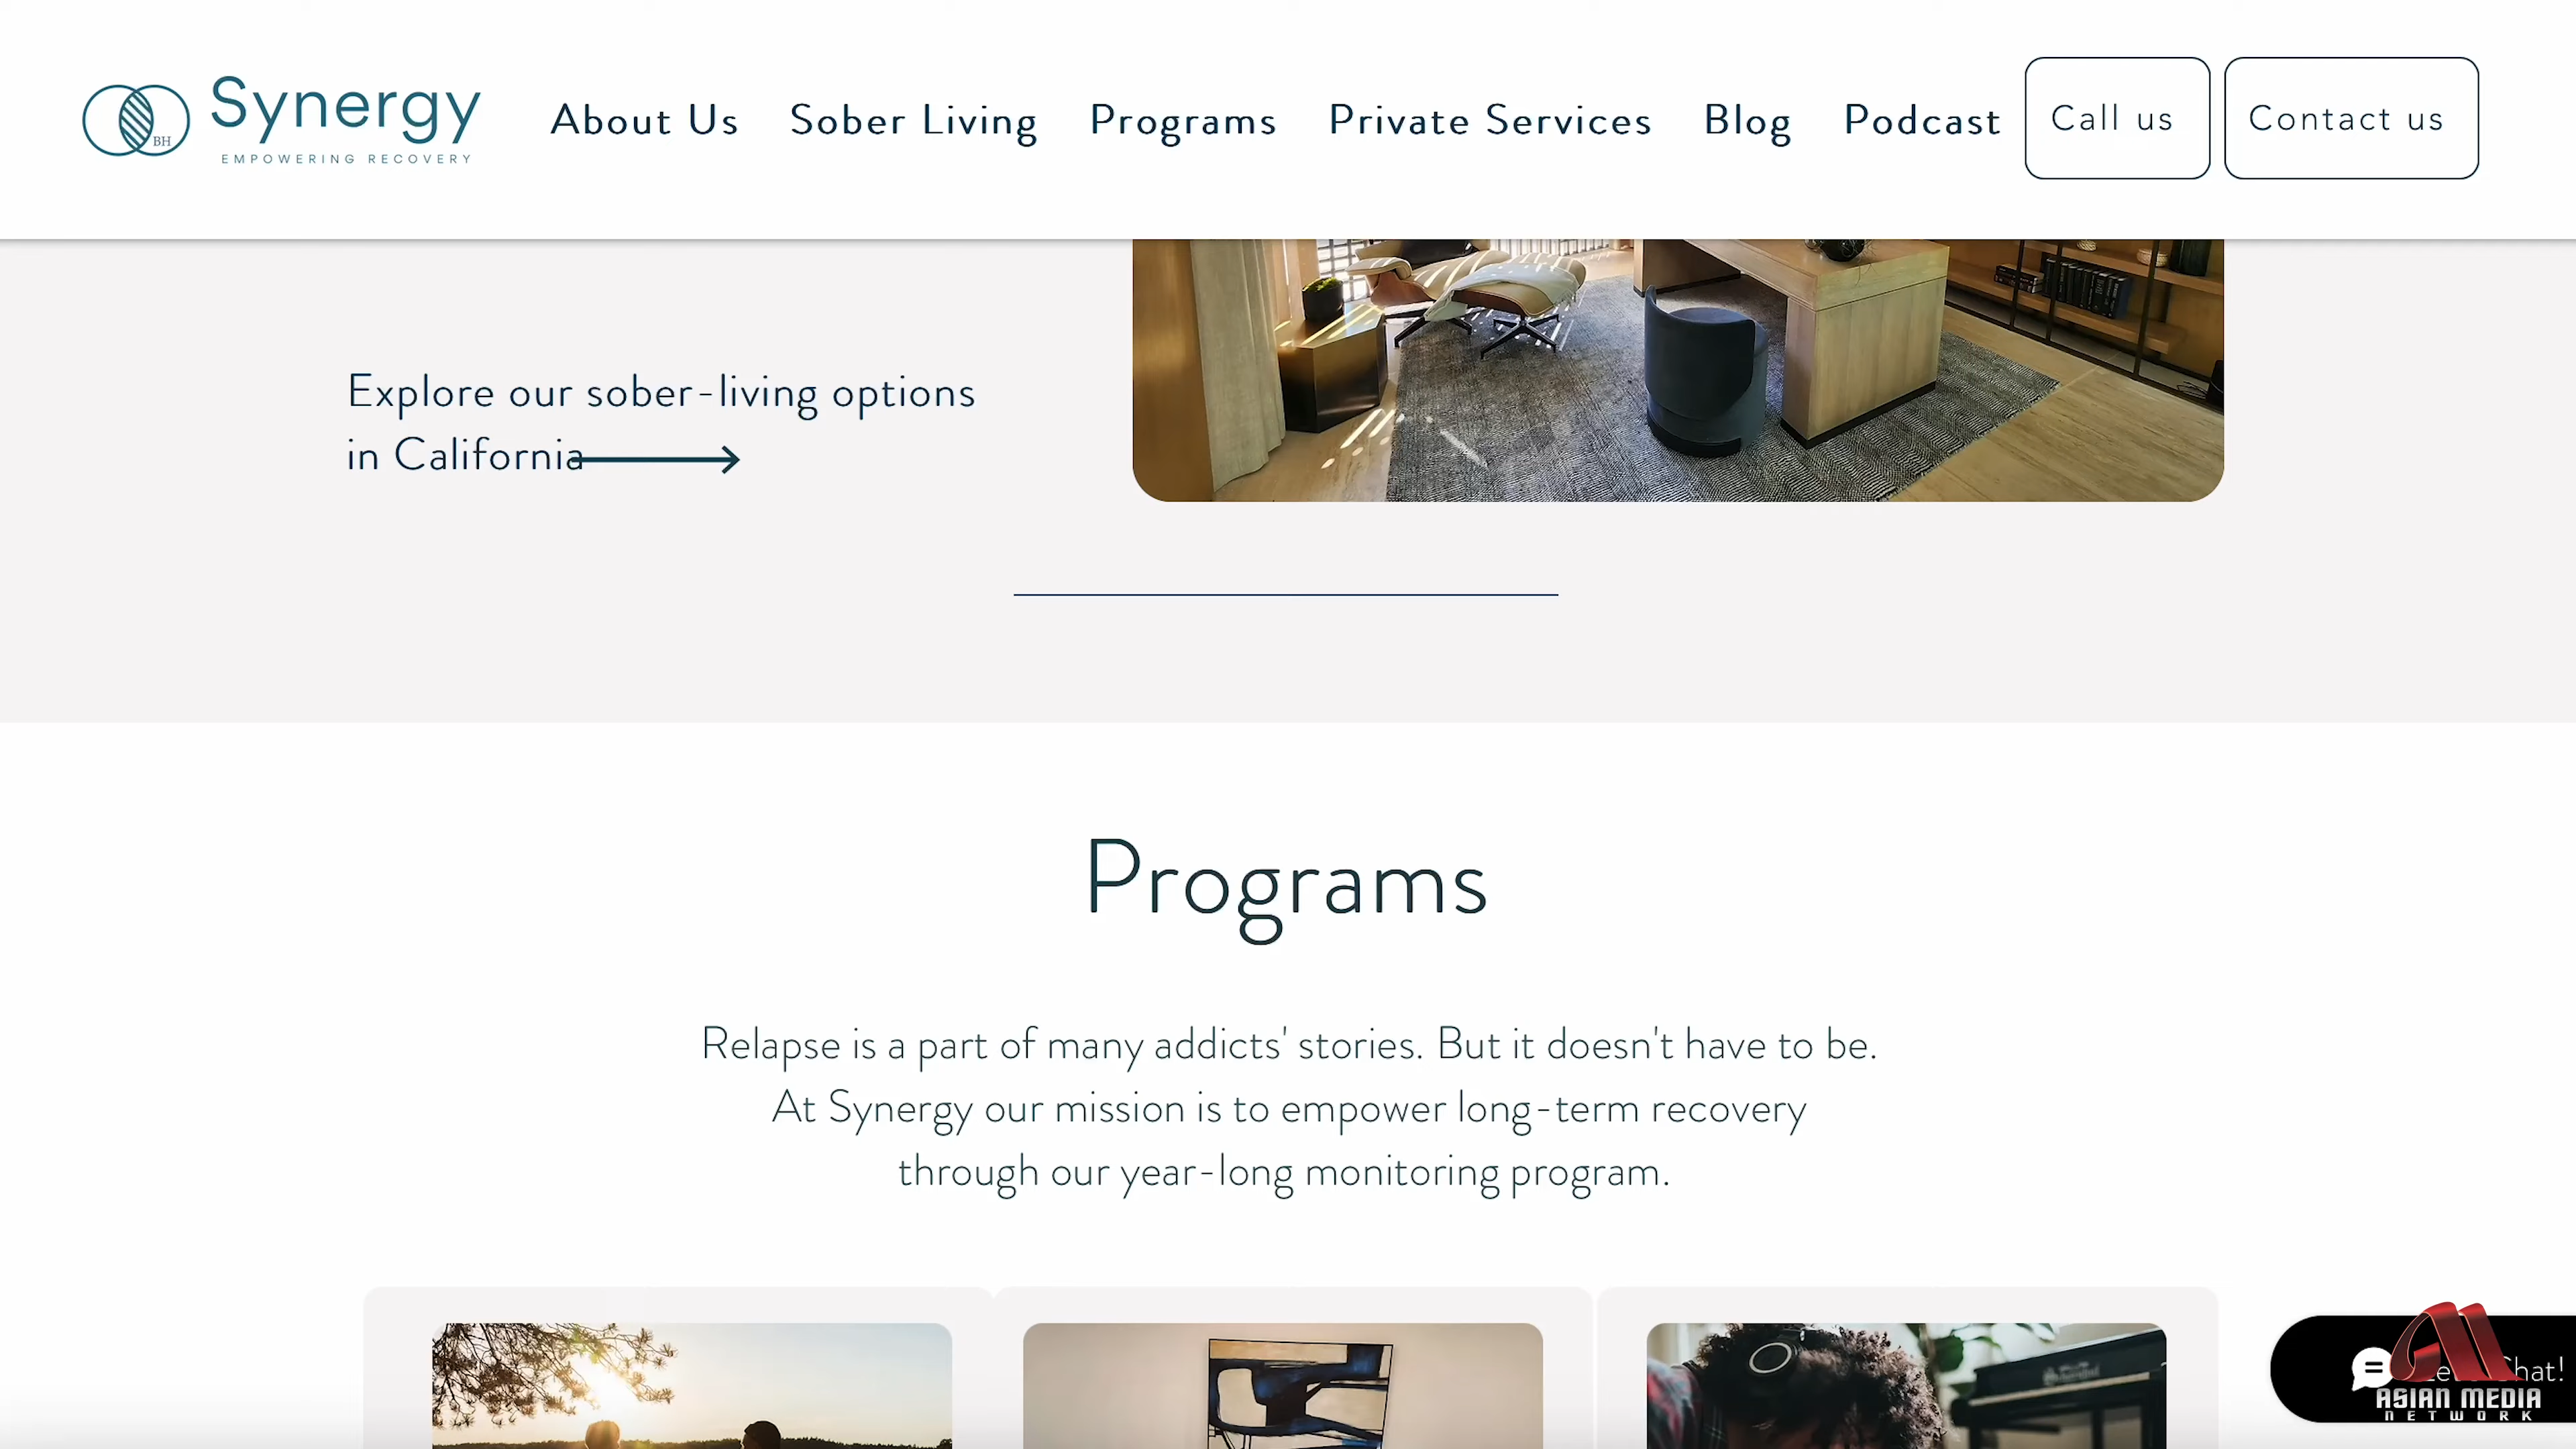 Synergy
BH
EMPOWERING RECOVERY
About Us
Sober Living
Programs
Private Services
Blog
Podcast
Call us
Contact us
Explore our sober-living options
in California
Programs
Relapse is a part of many addicts' stories. But it doesn't have to be.
At Synergy our mission is to empower long-term recovery
through our year-long monitoring program.
ASIAN MEDIA
NETWORK